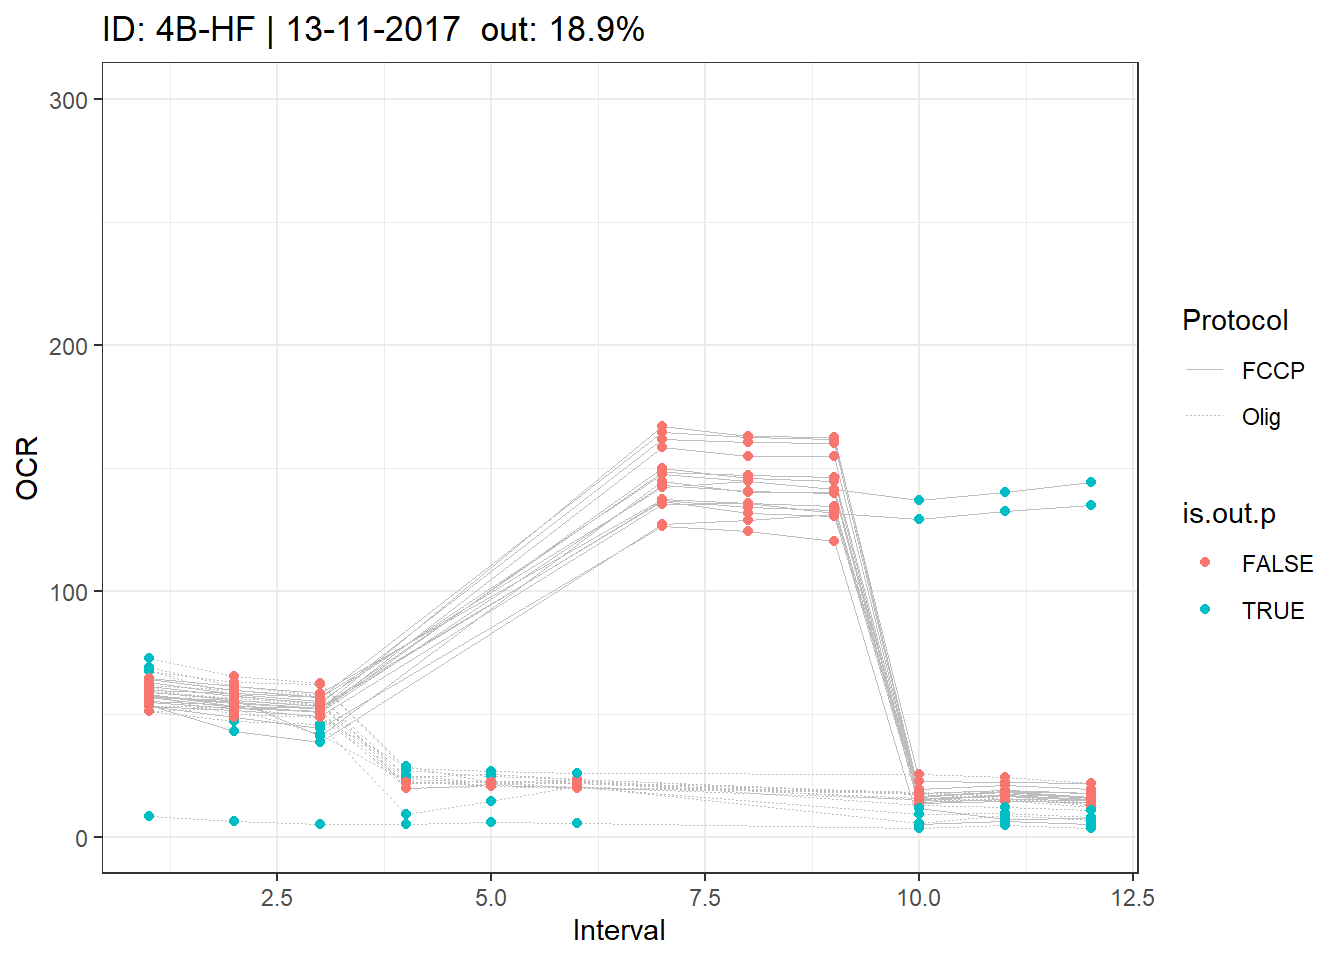 ID: 4B-HF | 13-11-2017  out: 18.9%
300
200
100
0
OCR
2.5
5.0
7.5
10.0
12.5
Interval
Protocol
FCCP
Olig
is.out.p
FALSE
TRUE